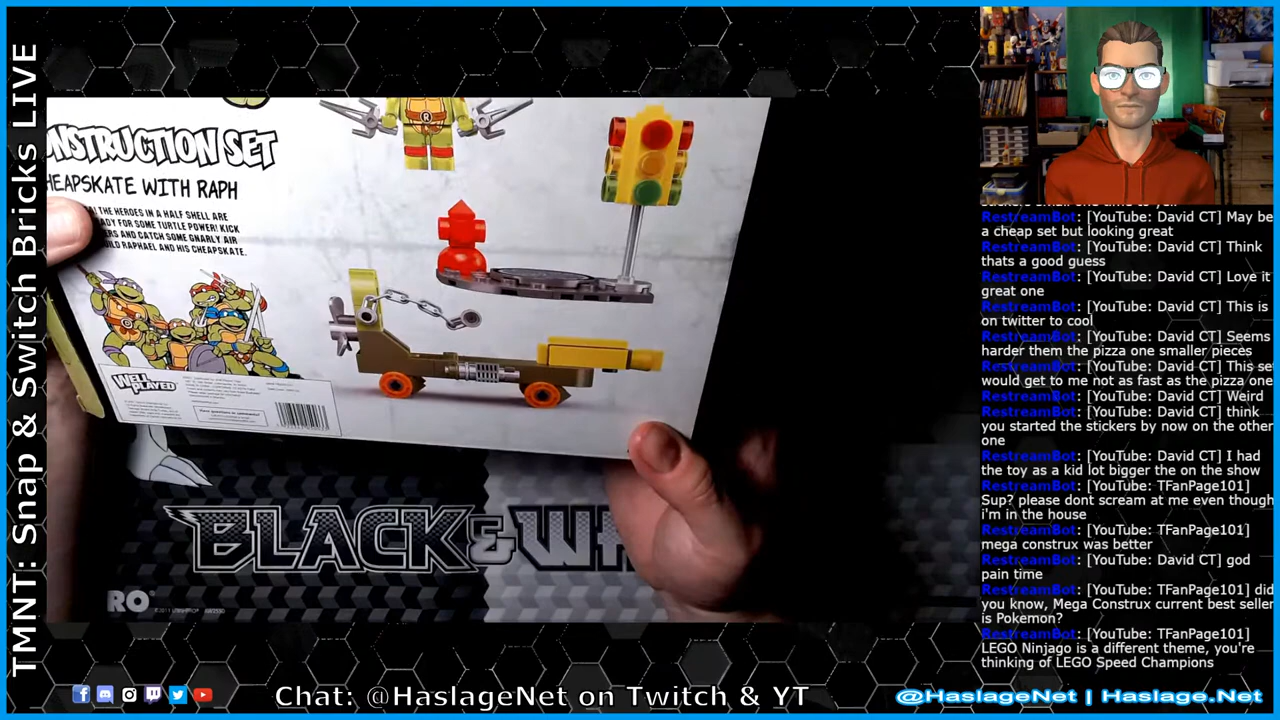 TMNT: Snap & Switch Bricks LIVE
ONSTRUCTION SET
HEAPSKATE WITH RAPH
THE HEROES IN A HALF SHELL ARE
ADY FOR SOME TURTLE POWER! KICK
ERS AND CATCH SOME GNARLY AIR
UILD RAPHAEL AND HIS CHEAPSKATE.
R
WELL
PLAYED
BLACK & WH
RO®
RestreamBot: [YouTube: David CT] May be
a cheap set but looking great
RestreamBot: [YouTube: David CT] Think
thats a good guess
RestreamBot: [YouTube: David CT] Love it
great one
RestreamBot: [YouTube: David CT] This is
on twitter to cool
RestreamBot: [YouTube: David CT] Seems
harder them the pizza one smaller pieces
RestreamBot: [YouTube: David CT] This set
would get to me not as fast as the pizza one
RestreamBot: [YouTube: David CT] Weird
RestreamBot: [YouTube: David CT] think
you started the stickers by now on the other
one
RestreamBot: [YouTube: David CT] I had
the toy as a kid lot bigger the on the show
RestreamBot: [YouTube: TFanPage101]
Sup? please dont scream at me even though
i'm in the house
RestreamBot: [YouTube: TFanPage101]
mega construx was better
RestreamBot: [YouTube: David CT] god
pain time
RestreamBot: [YouTube: TFanPage101] did
you know, Mega Construx current best seller
is Pokemon?
RestreamBot: [YouTube: TFanPage101]
LEGO Ninjago is a different theme, you're
thinking of LEGO Speed Champions
Chat: @HaslageNet on Twitch & YT
@HaslageNet | Haslage.Net